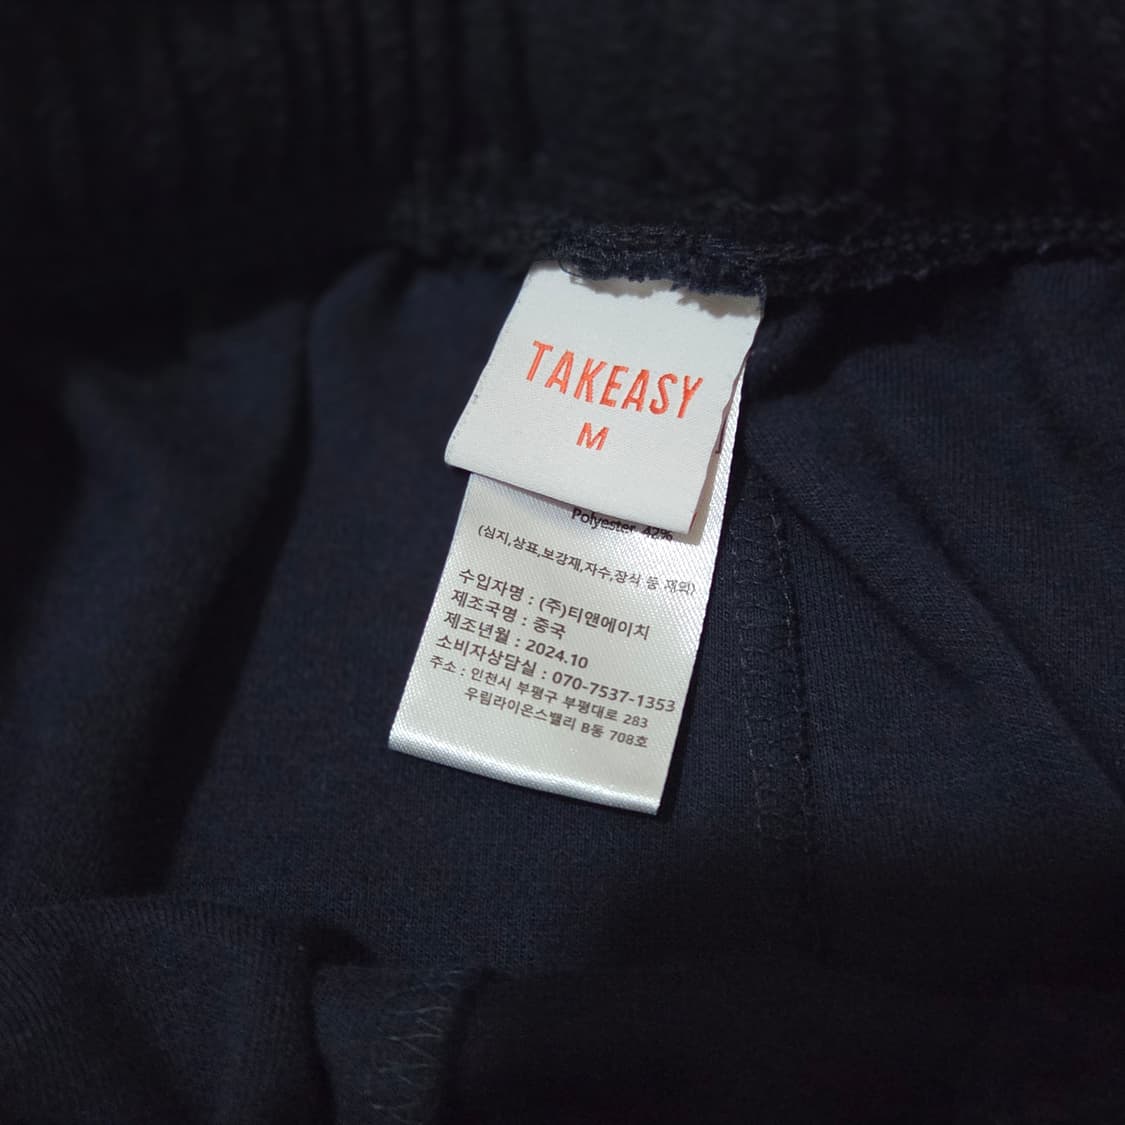 TAKEASY
M
Polyester 42%
(심지,상표,보강재,자수,장식 등 제외)
수입자명 : (주)티앤에이치
제조국명 : 중국
제조년월 : 2024.10
소비자상담실 : 070-7537-1353
주소 : 인천시 부평구 부평대로 283
우림라이온스밸리 B동 708호